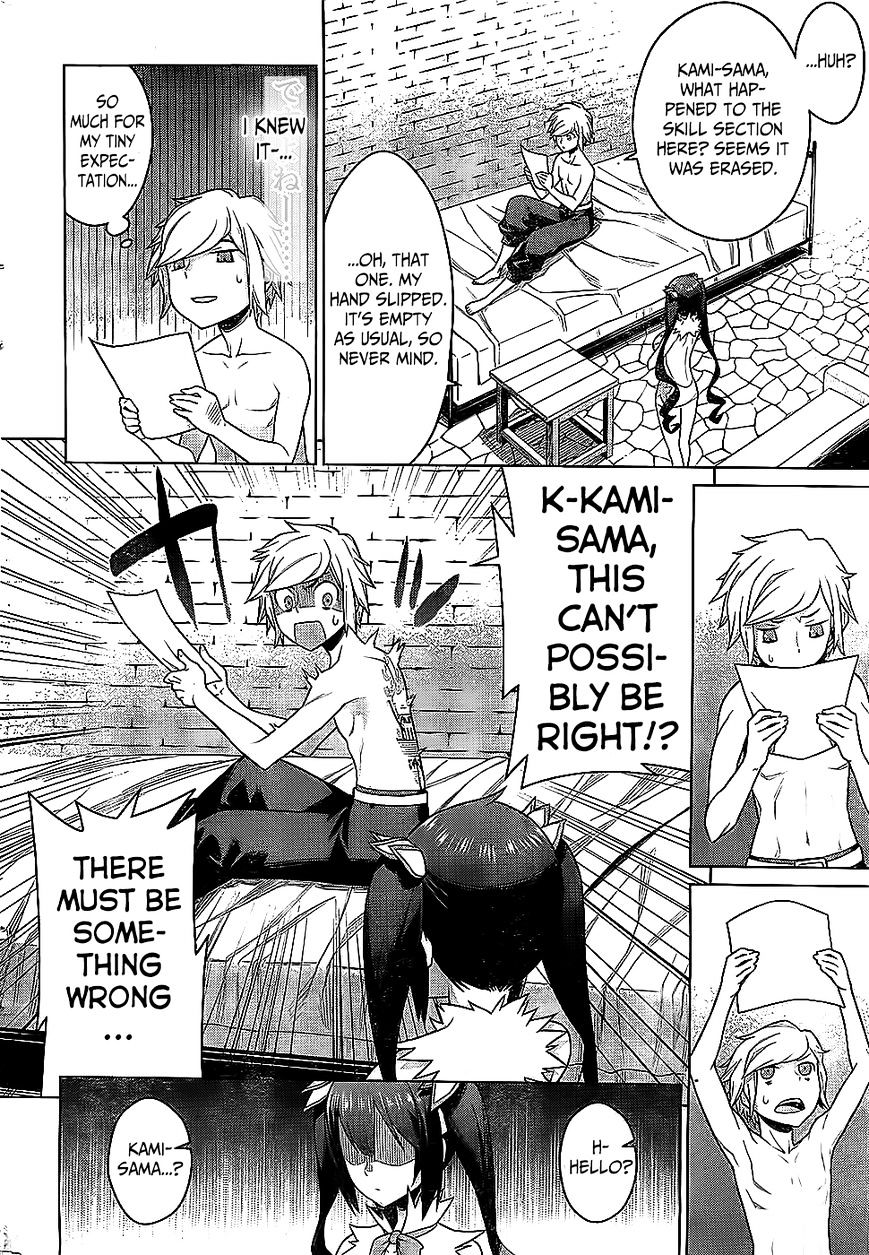 ...HUH?
KAMI-SAMA,
WHAT HAP-
PENED TO THE
SKILL SECTION
HERE? SEEMS IT
WAS ERASED.
...OH, THAT
ONE. MY
HAND SLIPPED.
IT'S EMPTY
AS USUAL, SO
NEVER MIND.
I KNEW
IT-...
で
ね
SO
MUCH FOR
MY TINY
EXPEC-
TATION...
K-KAMI-
SAMA,
THIS
CAN'T
POSSI-
BLY BE
RIGHT!?
THERE
MUST BE
SOME-
THING
WRONG
...
H-
HELLO?
KAMI-
SAMA...?